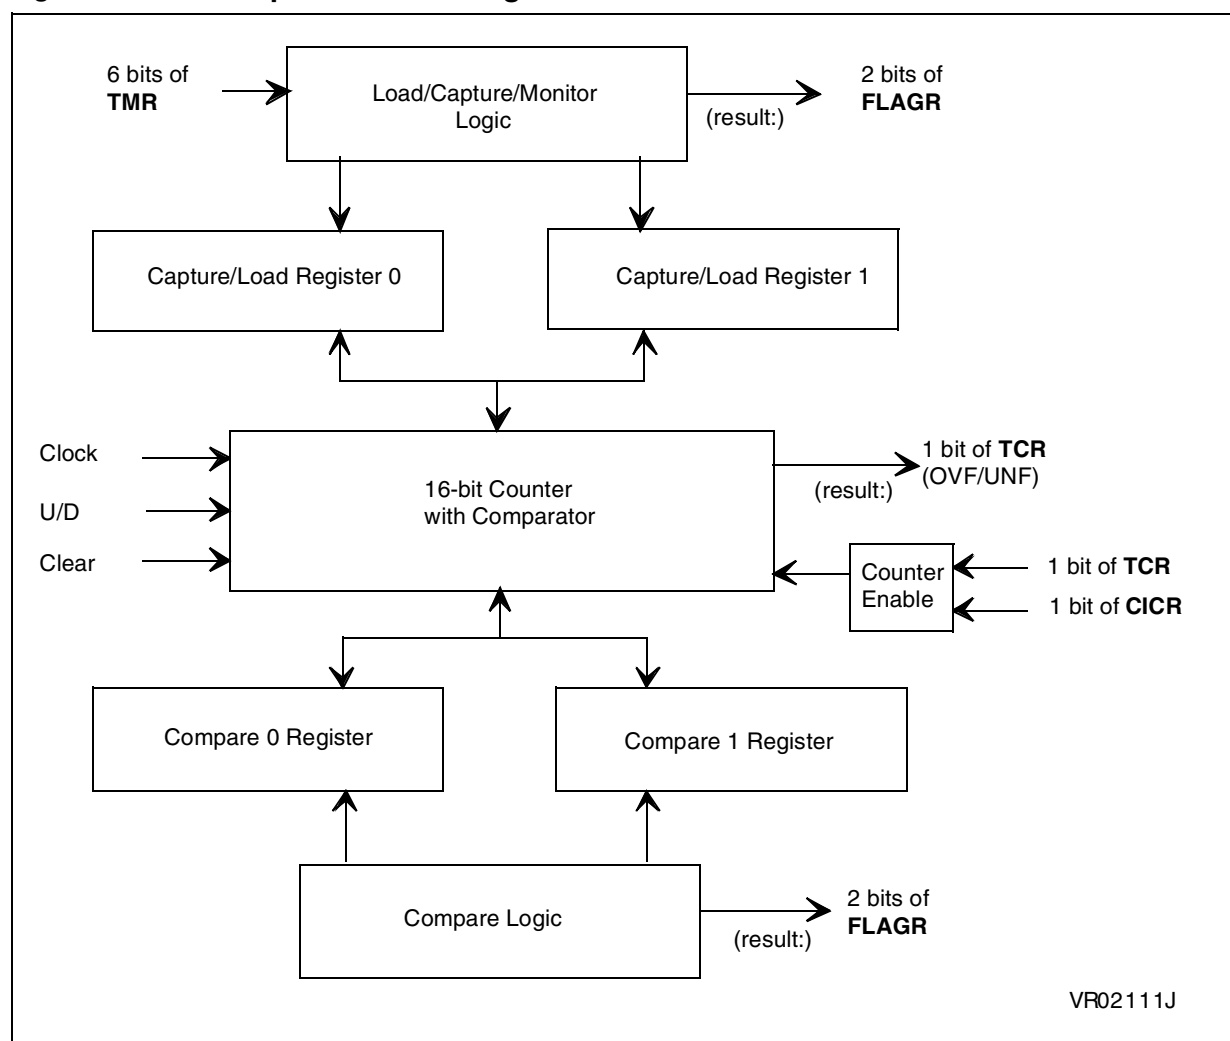 6 bits of
TMR
Load/Capture/Monitor
Logic
(result:)
2 bits of
FLAGR
Capture/Load Register 0
Capture/Load Register 1
Clock
U/D
Clear
16-bit Counter
with Comparator
(result:)
1 bit of TCR
(OVF/UNF)
Counter
Enable
1 bit of TCR
1 bit of CICR
Compare 0 Register
Compare 1 Register
Compare Logic
(result:)
2 bits of
FLAGR
VR02111J